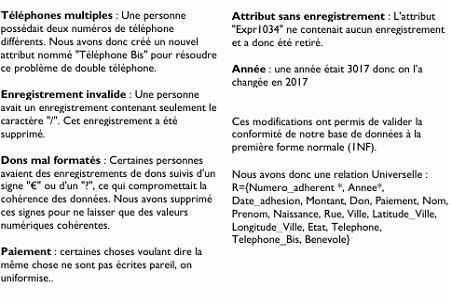 Téléphones multiples : Une personne
possédait deux numéros de téléphone
différents. Nous avons donc créé un nouvel
attribut nommé "Téléphone Bis" pour résoudre
ce problème de double téléphone.
Enregistrement invalide : Une personne
avait un enregistrement contenant seulement le
caractère "/". Cet enregistrement a été
supprimé.
Dons mal formatés : Certaines personnes
avaient des enregistrements de dons suivis d'un
signe "€" ou d'un "?", ce qui compromettait la
cohérence des données. Nous avons supprimé
ces signes pour ne laisser que des valeurs
numériques cohérentes.
Paiement : certaines choses voulant dire la
même chose ne sont pas écrites pareil, on
uniformise..
Attribut sans enregistrement : L'attribut
"Expr1034" ne contenait aucun enregistrement
et a donc été retiré.
Année : une année était 3017 donc on l'a
changée en 2017
Ces modifications ont permis de valider la
conformité de notre base de données à la
première forme normale (1NF).
Nous avons donc une relation Universelle :
R={Numero_adherent *, Annee*,
Date_adhesion, Montant, Don, Paiement, Nom,
Prenom, Naissance, Rue, Ville, Latitude_Ville,
Longitude_Ville, Etat, Telephone,
Telephone_Bis, Benevole}